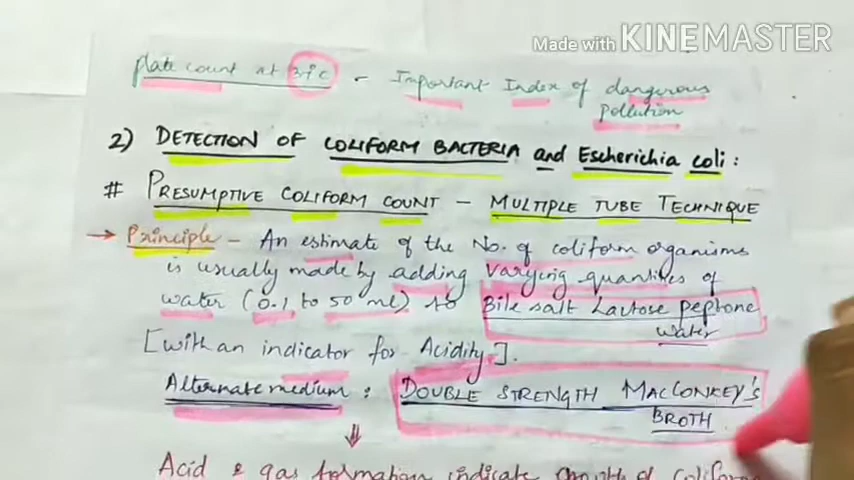 Made with KINEMASTER
plate count at 37°c - Important Index of dangerous
pollution
2) DETECTION OF COLIFORM BACTERIA and Escherichia coli :
# PRESUMPTIVE COLIFORM COUNT - MULTIPLE TUBE TECHNIQUE
→ Principle - An estimate of the No. of coliform organisms
is usually made by adding varying quantities of
water (0.1 to 50 ml) to Bile salt Lactose peptone
water
[with an indicator for Acidity].
Alternate medium : DOUBLE STRENGTH MACCONKEY'S
BROTH
Acid & gas formation indicate growth of coliform